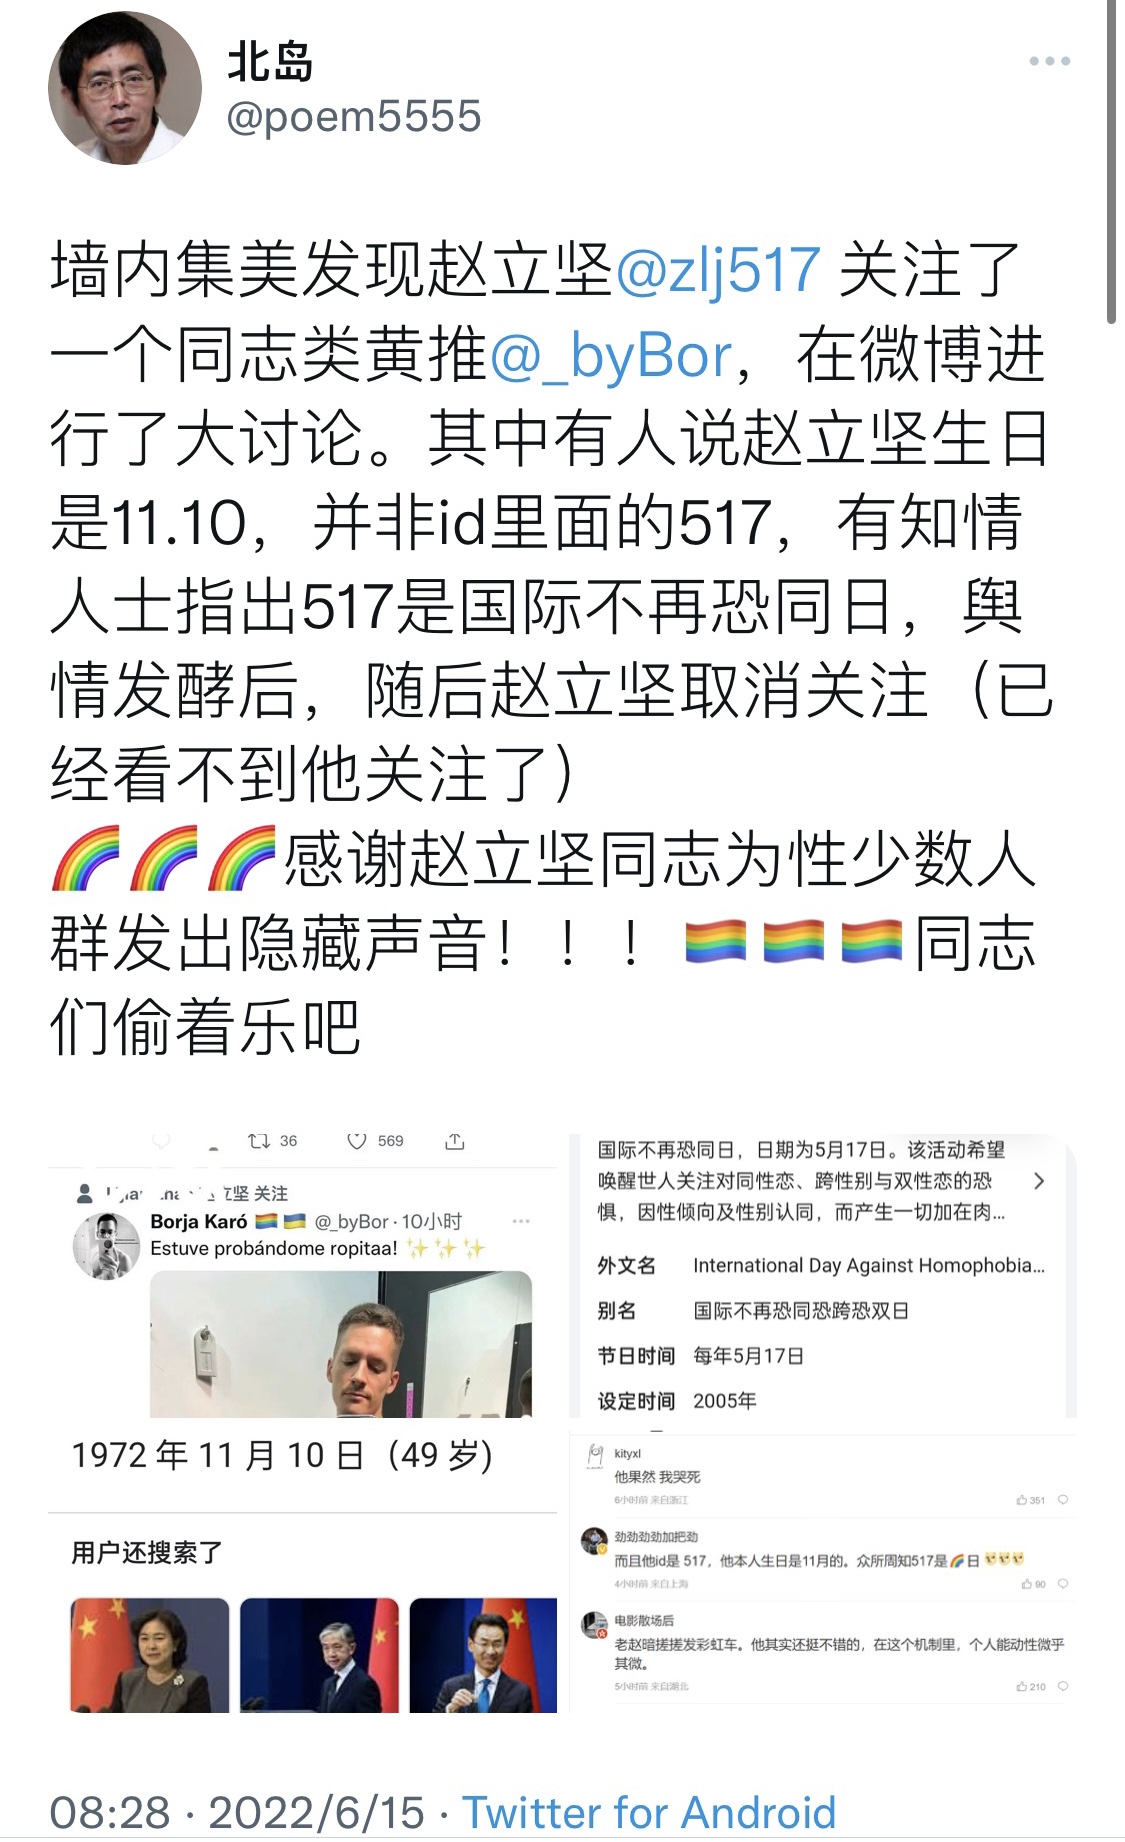 北岛
@poem5555
墙内集美发现赵立坚@zlj517 关注了
一个同志类黄推@_byBor，在微博进
行了大讨论。其中有人说赵立坚生日
是11.10，并非id里面的517，有知情
人士指出517是国际不再恐同日，舆
情发酵后，随后赵立坚取消关注（已
经看不到他关注了）
🌈🌈🌈感谢赵立坚同志为性少数人
群发出隐藏声音！！！🏳️‍🌈🏳️‍🌈🏳️‍🌈同志
们偷着乐吧
36 569
立坚 关注
Borja Karó 🏳️‍🌈 🇺🇦 @_byBor · 10小时
Estuve probándome ropitaa! ✨✨✨
国际不再恐同日，日期为5月17日。该活动希望
唤醒世人关注对同性恋、跨性别与双性恋的恐
惧，因性倾向及性别认同，而产生一切加在肉...
外文名 International Day Against Homophobia...
别名 国际不再恐同恐跨恐双日
节日时间 每年5月17日
设定时间 2005年
1972 年 11 月 10 日（49 岁）
用户还搜索了
kityxl
他果然 我哭死
6小时前 来自浙江 351
劲劲劲劲加把劲
而且他id是 517，他本人生日是11月的。众所周知517是🌈日
4小时前 来自上海 90
电影散场后
老赵暗搓搓发彩虹车。他其实还挺不错的，在这个机制里，个人能动性微乎
其微。
5小时前 来自湖北 210
08:28 · 2022/6/15 · Twitter for Android